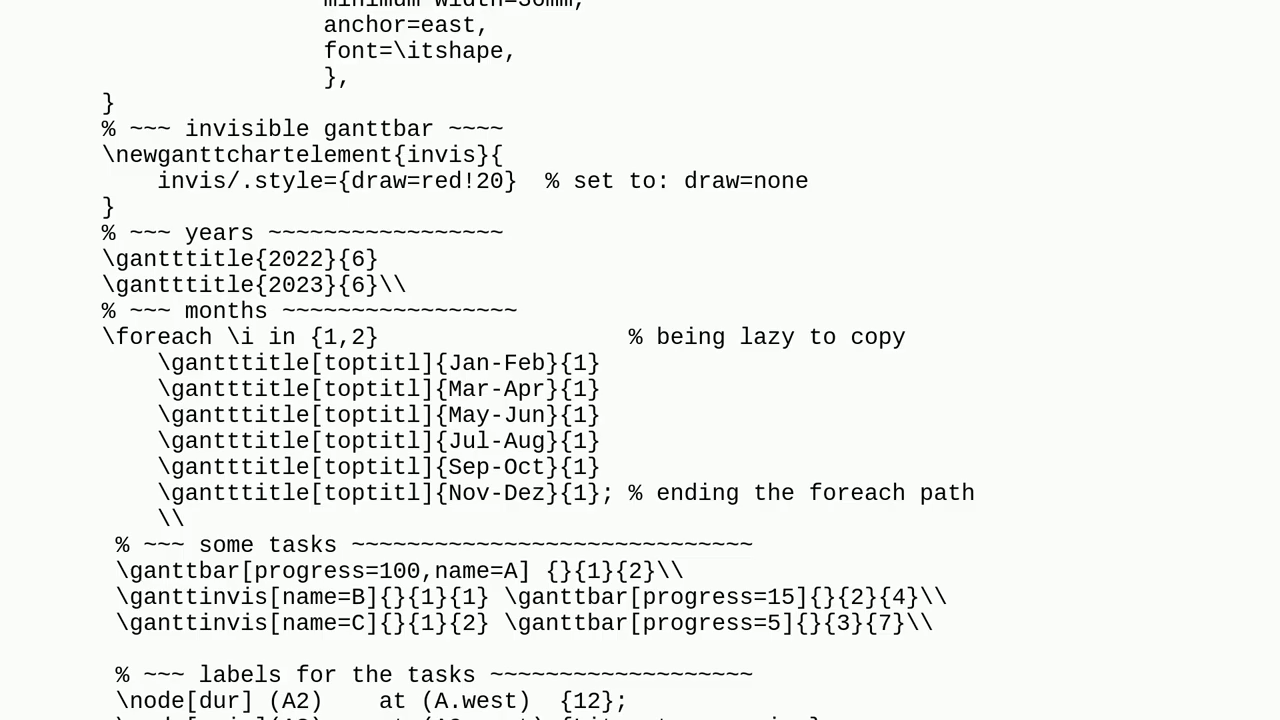 minimum width=30mm,
anchor=east,
font=\itshape,
},
}
% ~~~ invisible ganttbar ~~~~
\newganttchartelement{invis}{
invis/.style={draw=red!20}  % set to: draw=none
}
% ~~~ years ~~~~~~~~~~~~~~~~~
\gantttitle{2022}{6}
\gantttitle{2023}{6}\\
% ~~~ months ~~~~~~~~~~~~~~~~~
\foreach \i in {1,2}                  % being lazy to copy
\gantttitle[toptitl]{Jan-Feb}{1}
\gantttitle[toptitl]{Mar-Apr}{1}
\gantttitle[toptitl]{May-Jun}{1}
\gantttitle[toptitl]{Jul-Aug}{1}
\gantttitle[toptitl]{Sep-Oct}{1}
\gantttitle[toptitl]{Nov-Dez}{1}; % ending the foreach path
\\
% ~~~ some tasks ~~~~~~~~~~~~~~~~~~~~~~~~~~~~~
\ganttbar[progress=100,name=A] {}{1}{2}\\
\ganttinvis[name=B]{}{1}{1} \ganttbar[progress=15]{}{2}{4}\\
\ganttinvis[name=C]{}{1}{2} \ganttbar[progress=5]{}{3}{7}\\
% ~~~ labels for the tasks ~~~~~~~~~~~~~~~~~~~
\node[dur] (A2)    at (A.west)  {12};